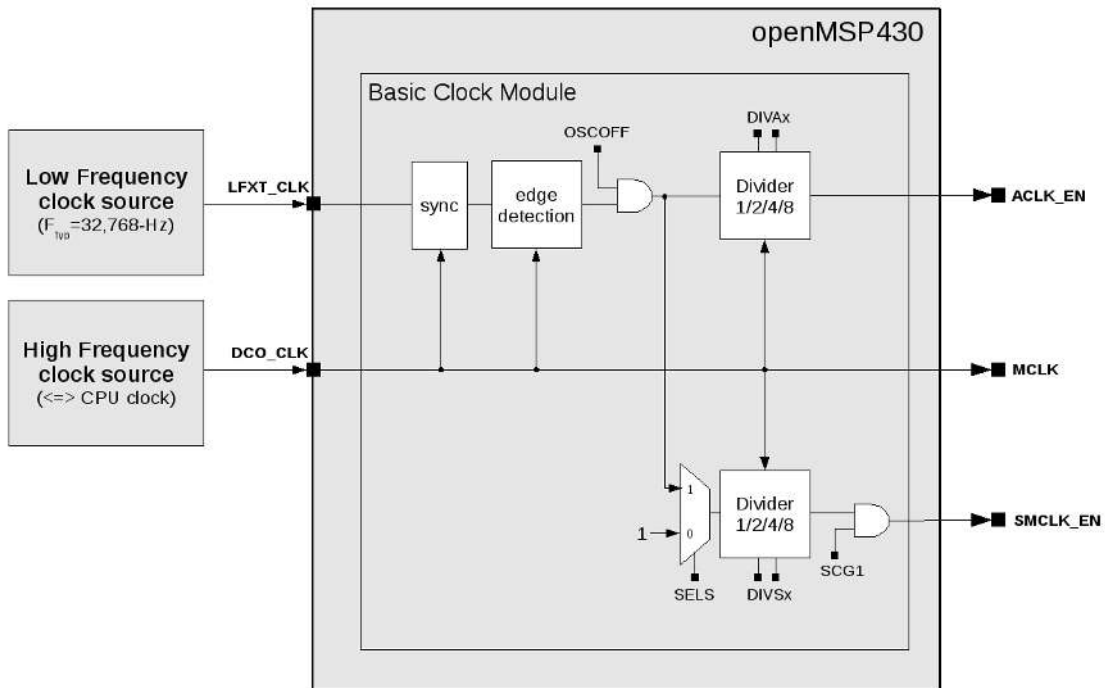 openMSP430
Basic Clock Module
OSCOFF
DIVAx
Low Frequency
clock source
(FTyp=32,768-Hz)
LFXT_CLK
sync
edge
detection
Divider
1/2/4/8
ACLK_EN
High Frequency
clock source
(<=> CPU clock)
DCO_CLK
MCLK
1
1
0
Divider
1/2/4/8
SMCLK_EN
SELS
DIVSx
SCG1